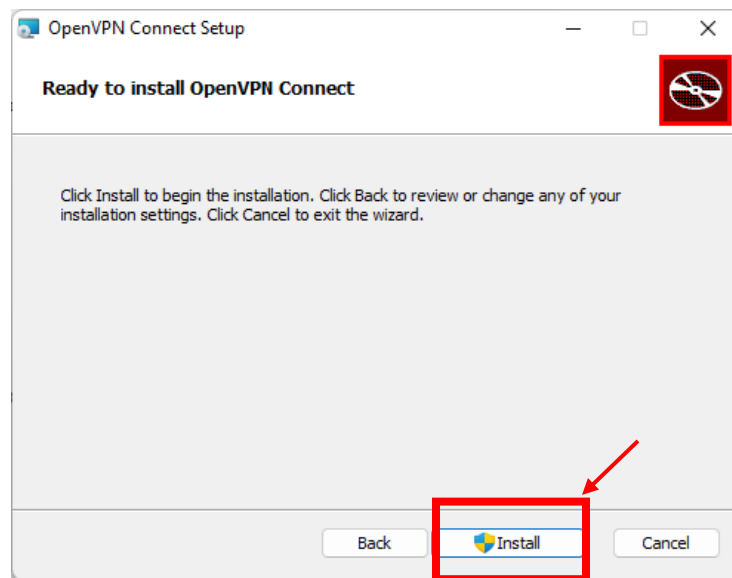 OpenVPN Connect Setup
Ready to install OpenVPN Connect
Click Install to begin the installation. Click Back to review or change any of your
installation settings. Click Cancel to exit the wizard.
Back Install Cancel